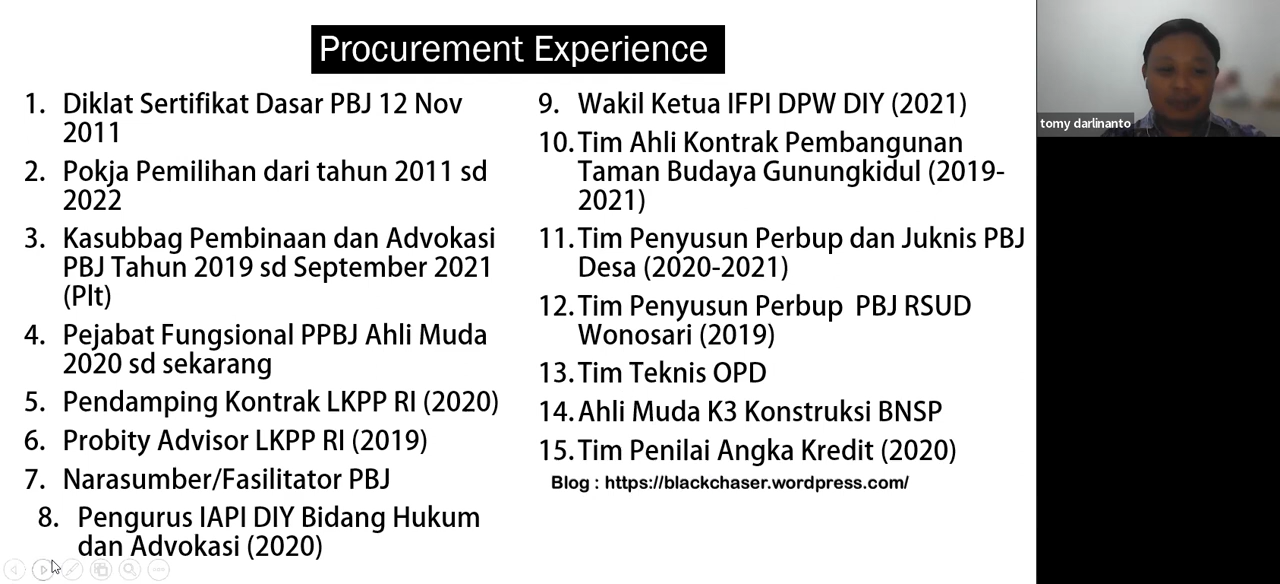 Procurement Experience
1. Diklat Sertifikat Dasar PBJ 12 Nov
2011
2. Pokja Pemilihan dari tahun 2011 sd
2022
3. Kasubbag Pembinaan dan Advokasi
PBJ Tahun 2019 sd September 2021
(Plt)
4. Pejabat Fungsional PPBJ Ahli Muda
2020 sd sekarang
5. Pendamping Kontrak LKPP RI (2020)
6. Probity Advisor LKPP RI (2019)
7. Narasumber/Fasilitator PBJ
8. Pengurus IAPI DIY Bidang Hukum
dan Advokasi (2020)
9. Wakil Ketua IFPI DPW DIY (2021)
10. Tim Ahli Kontrak Pembangunan
Taman Budaya Gunungkidul (2019-
2021)
11. Tim Penyusun Perbup dan Juknis PBJ
Desa (2020-2021)
12. Tim Penyusun Perbup PBJ RSUD
Wonosari (2019)
13. Tim Teknis OPD
14. Ahli Muda K3 Konstruksi BNSP
15. Tim Penilai Angka Kredit (2020)
Blog : https://blackchaser.wordpress.com/
tomy darlinanto